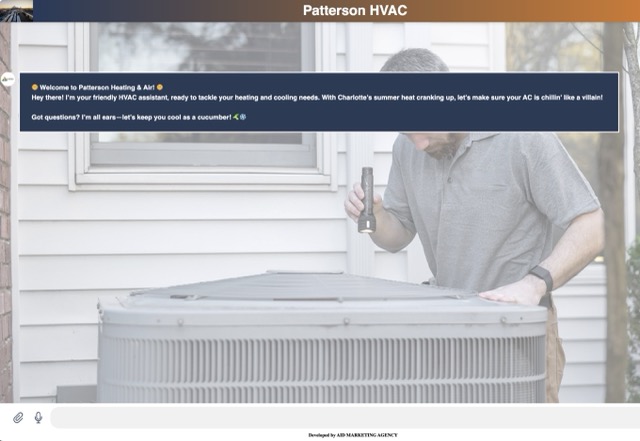 Patterson HVAC
🌞 Welcome to Patterson Heating & Air! 🌞
Hey there! I'm your friendly HVAC assistant, ready to tackle your heating and cooling needs. With Charlotte's summer heat cranking up, let's make sure your AC is chillin' like a villain!
Got questions? I'm all ears—let's keep you cool as a cucumber! 🌿❄️
Developed by AID MARKETING AGENCY